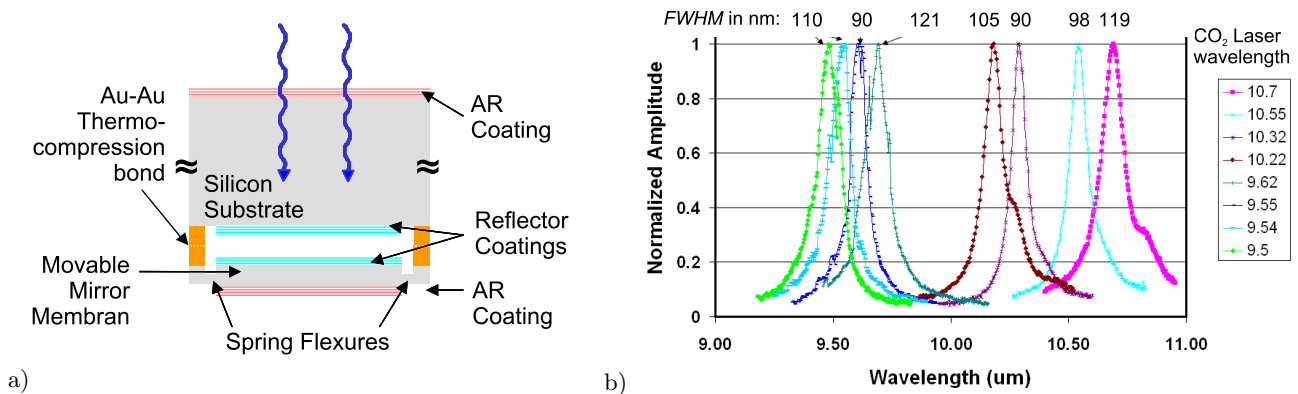 Au-Au
Thermo-
compression
bond
AR
Coating
≈
≈
Silicon
Substrate
Reflector
Coatings
Movable
Mirror
Membran
AR
Coating
Spring Flexures
a)
FWHM in nm: 110 90 121 105 90 98 119
CO2 Laser
wavelength
10.7
10.55
10.32
10.22
9.62
9.55
9.54
9.5
Normalized Amplitude
1
0.8
0.6
0.4
0.2
0
9.00 9.50 10.00 10.50 11.00
Wavelength (um)
b)